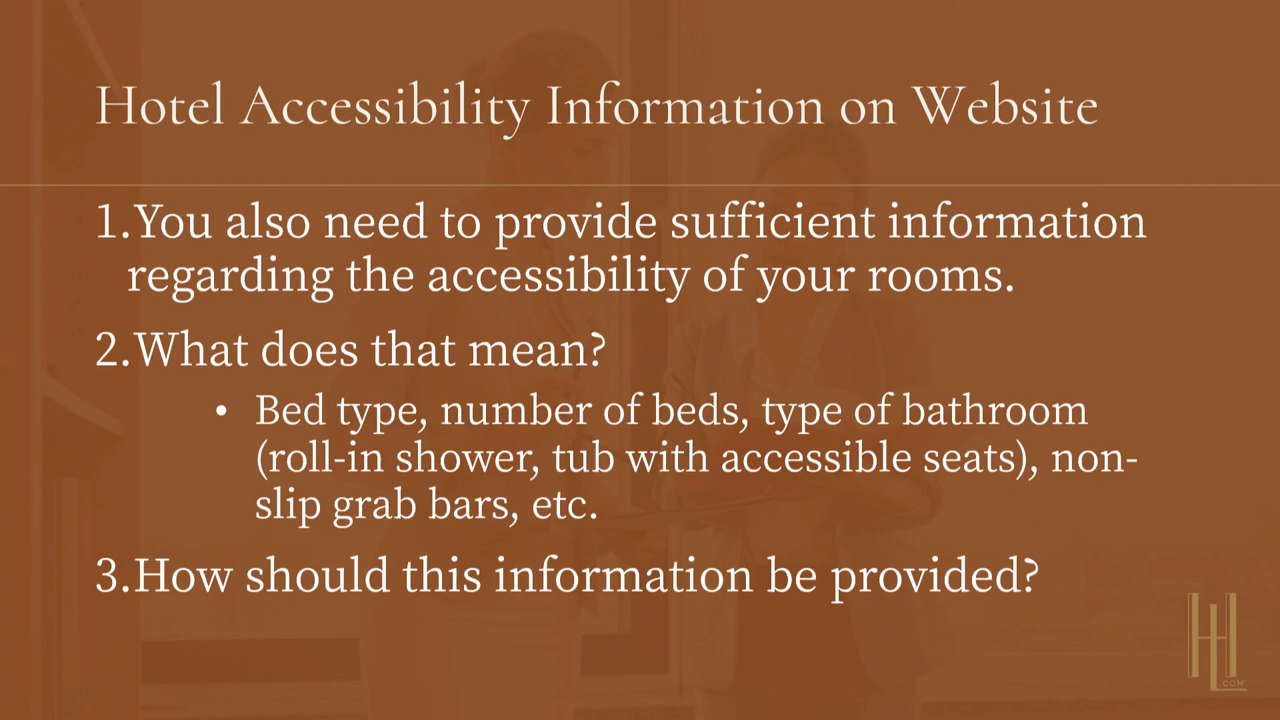 Hotel Accessibility Information on Website
1.You also need to provide sufficient information
regarding the accessibility of your rooms.
2.What does that mean?
• Bed type, number of beds, type of bathroom
(roll-in shower, tub with accessible seats), non-
slip grab bars, etc.
3.How should this information be provided?
HL
.COM